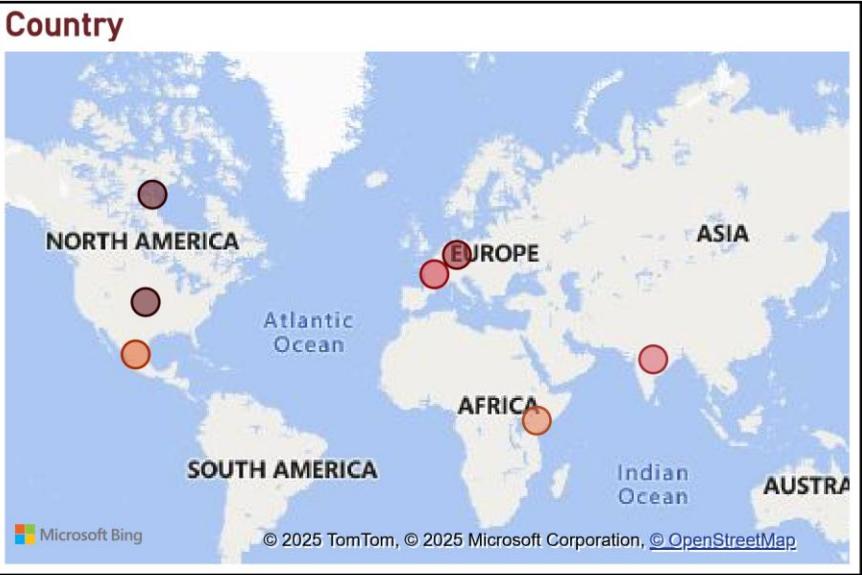 Country
NORTH AMERICA
EUROPE
ASIA
Atlantic
Ocean
AFRICA
SOUTH AMERICA
Indian
Ocean
AUSTRA
Microsoft Bing
© 2025 TomTom, © 2025 Microsoft Corporation, © OpenStreetMap